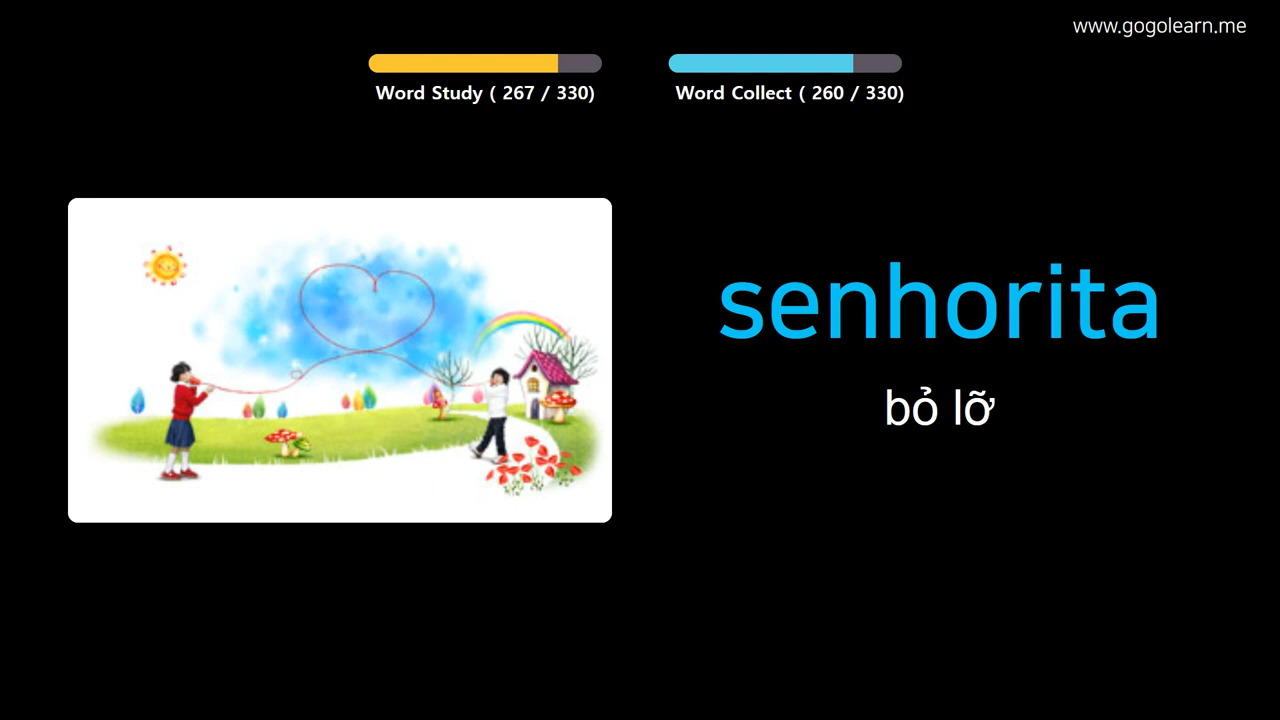 www.gogolearn.me
Word Study ( 267 / 330)
Word Collect ( 260 / 330)
senhorita
bỏ lỡ